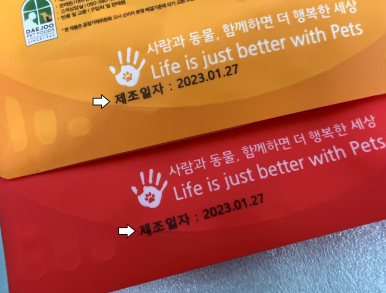 DAEJOO
사람과 동물, 함께하면 더 행복한 세상
Life is just better with Pets
제조일자 : 2023.01.27
사람과 동물, 함께하면 더 행복한 세상
Life is just better with Pets
제조일자 : 2023.01.27